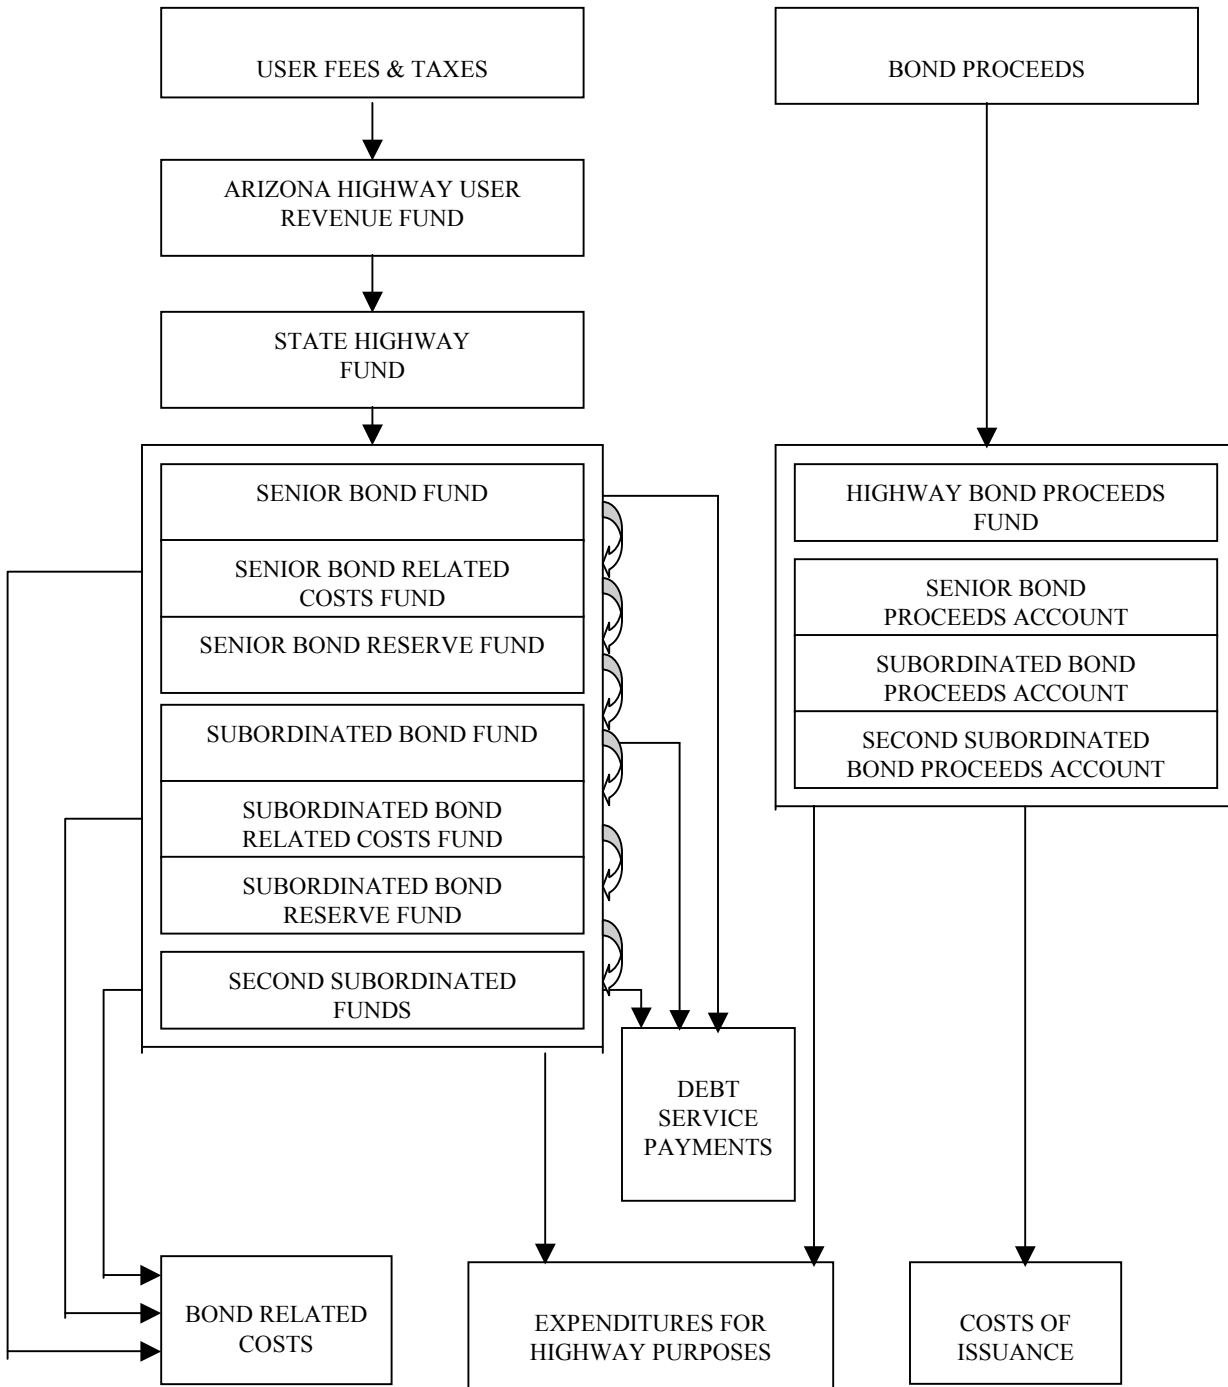 USER FEES & TAXES
BOND PROCEEDS
ARIZONA HIGHWAY USER
REVENUE FUND
STATE HIGHWAY
FUND
SENIOR BOND FUND
SENIOR BOND RELATED
COSTS FUND
SENIOR BOND RESERVE FUND
SUBORDINATED BOND FUND
SUBORDINATED BOND
RELATED COSTS FUND
SUBORDINATED BOND
RESERVE FUND
SECOND SUBORDINATED
FUNDS
HIGHWAY BOND PROCEEDS
FUND
SENIOR BOND
PROCEEDS ACCOUNT
SUBORDINATED BOND
PROCEEDS ACCOUNT
SECOND SUBORDINATED
BOND PROCEEDS ACCOUNT
DEBT
SERVICE
PAYMENTS
BOND RELATED
COSTS
EXPENDITURES FOR
HIGHWAY PURPOSES
COSTS OF
ISSUANCE